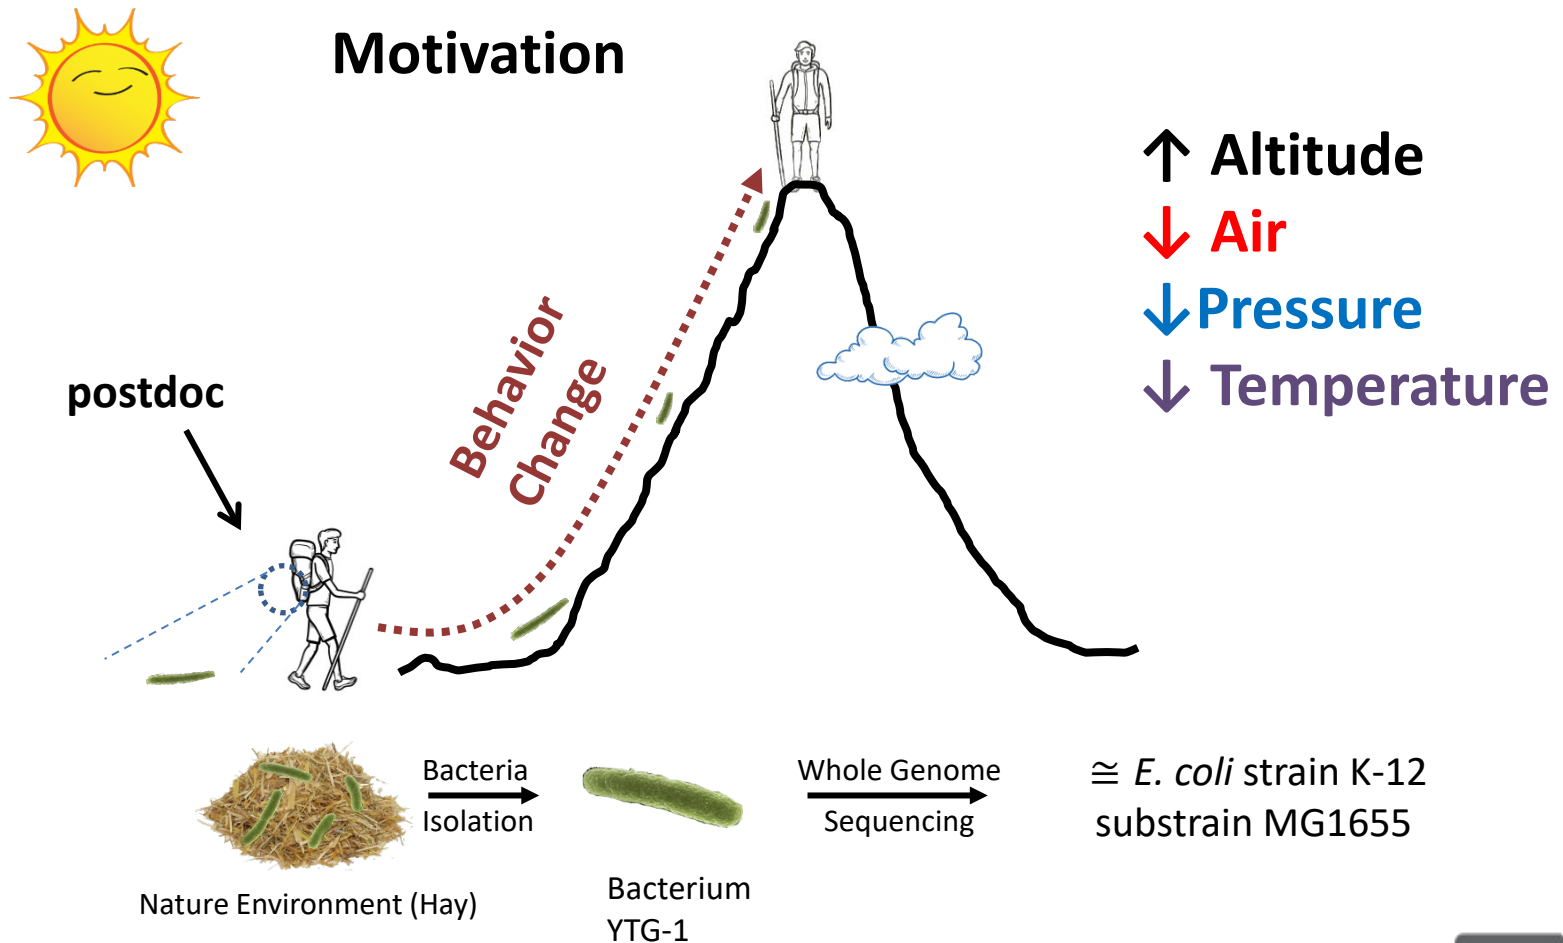 Motivation
↑ Altitude
↓ Air
↓Pressure
↓ Temperature
Behavior
Change
postdoc
Bacteria
Isolation
Whole Genome
Sequencing
≅ E. coli strain K-12
substrain MG1655
Nature Environment (Hay)
Bacterium
YTG-1